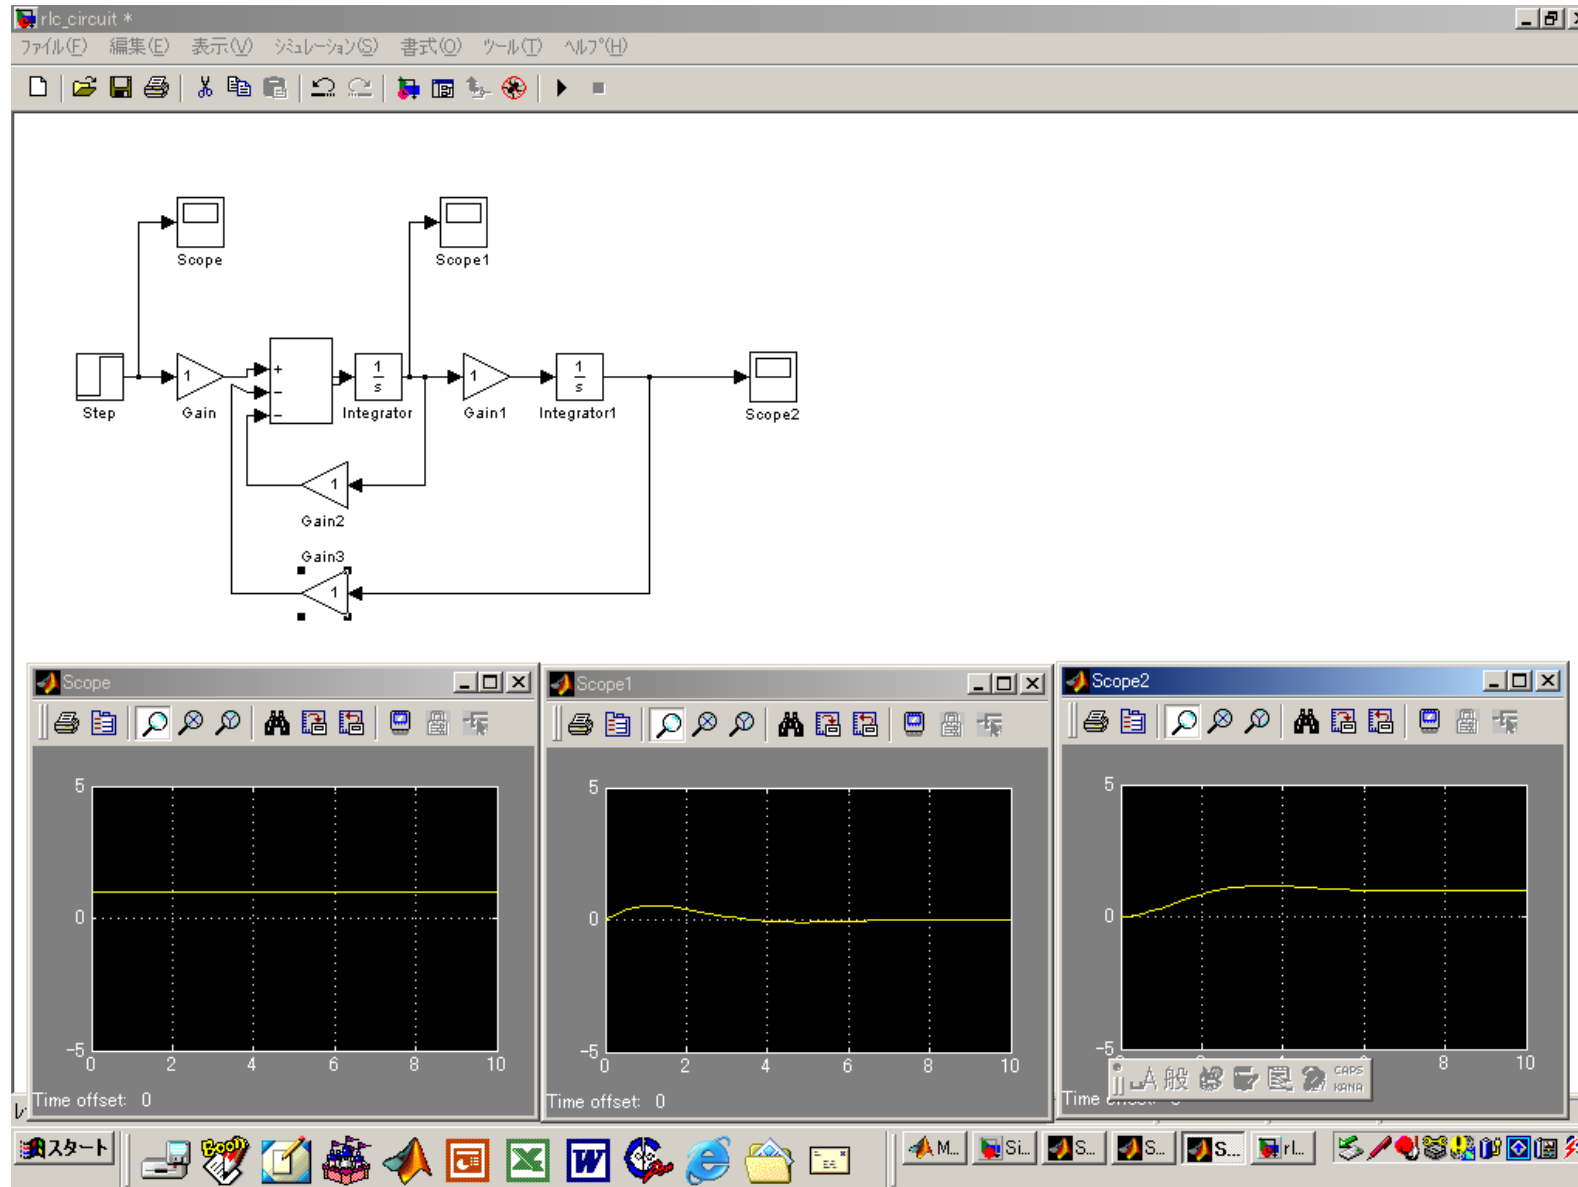 rlc_circuit *
ファイル(F) 編集(E) 表示(V) シミュレーション(S) 書式(O) ツール(T) ヘルプ(H)
Scope
Scope1
Step
1
Gain
+
−
−
1
s
Integrator
1
Gain1
1
s
Integrator1
Scope2
1
Gain2
Gain3
1
Scope
5
0
-5
0 2 4 6 8 10
Time offset: 0
Scope1
5
0
-5
0 2 4 6 8 10
Time offset: 0
Scope2
5
0
-5
8 10
Time
A 般 CAPS
KANA
スタート
M... Si... S... S... S... rl...